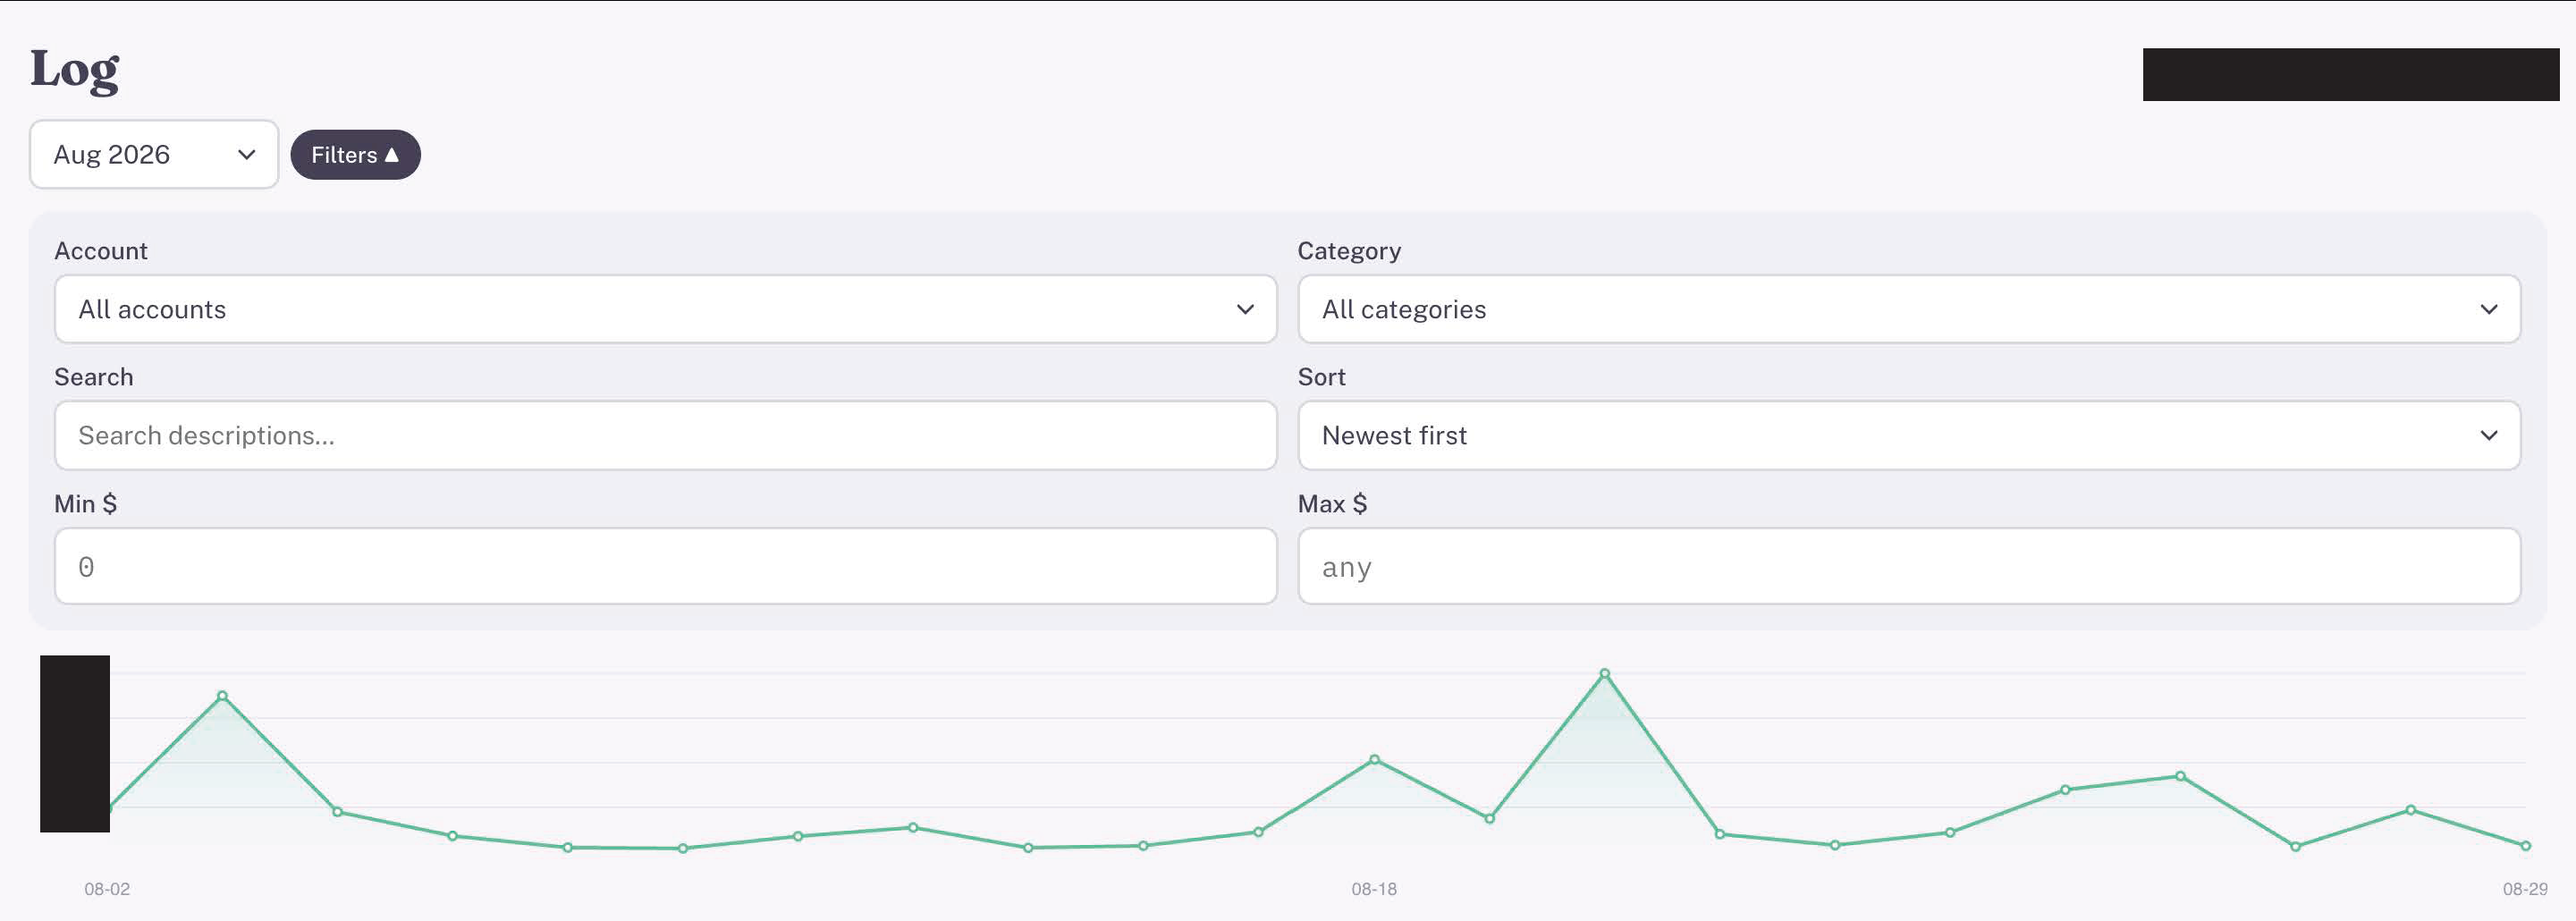 Log
Aug 2026
Filters ▲
Account
Category
All accounts
All categories
Search
Sort
Search descriptions...
Newest first
Min $
Max $
0
any
08-02
08-18
08-29